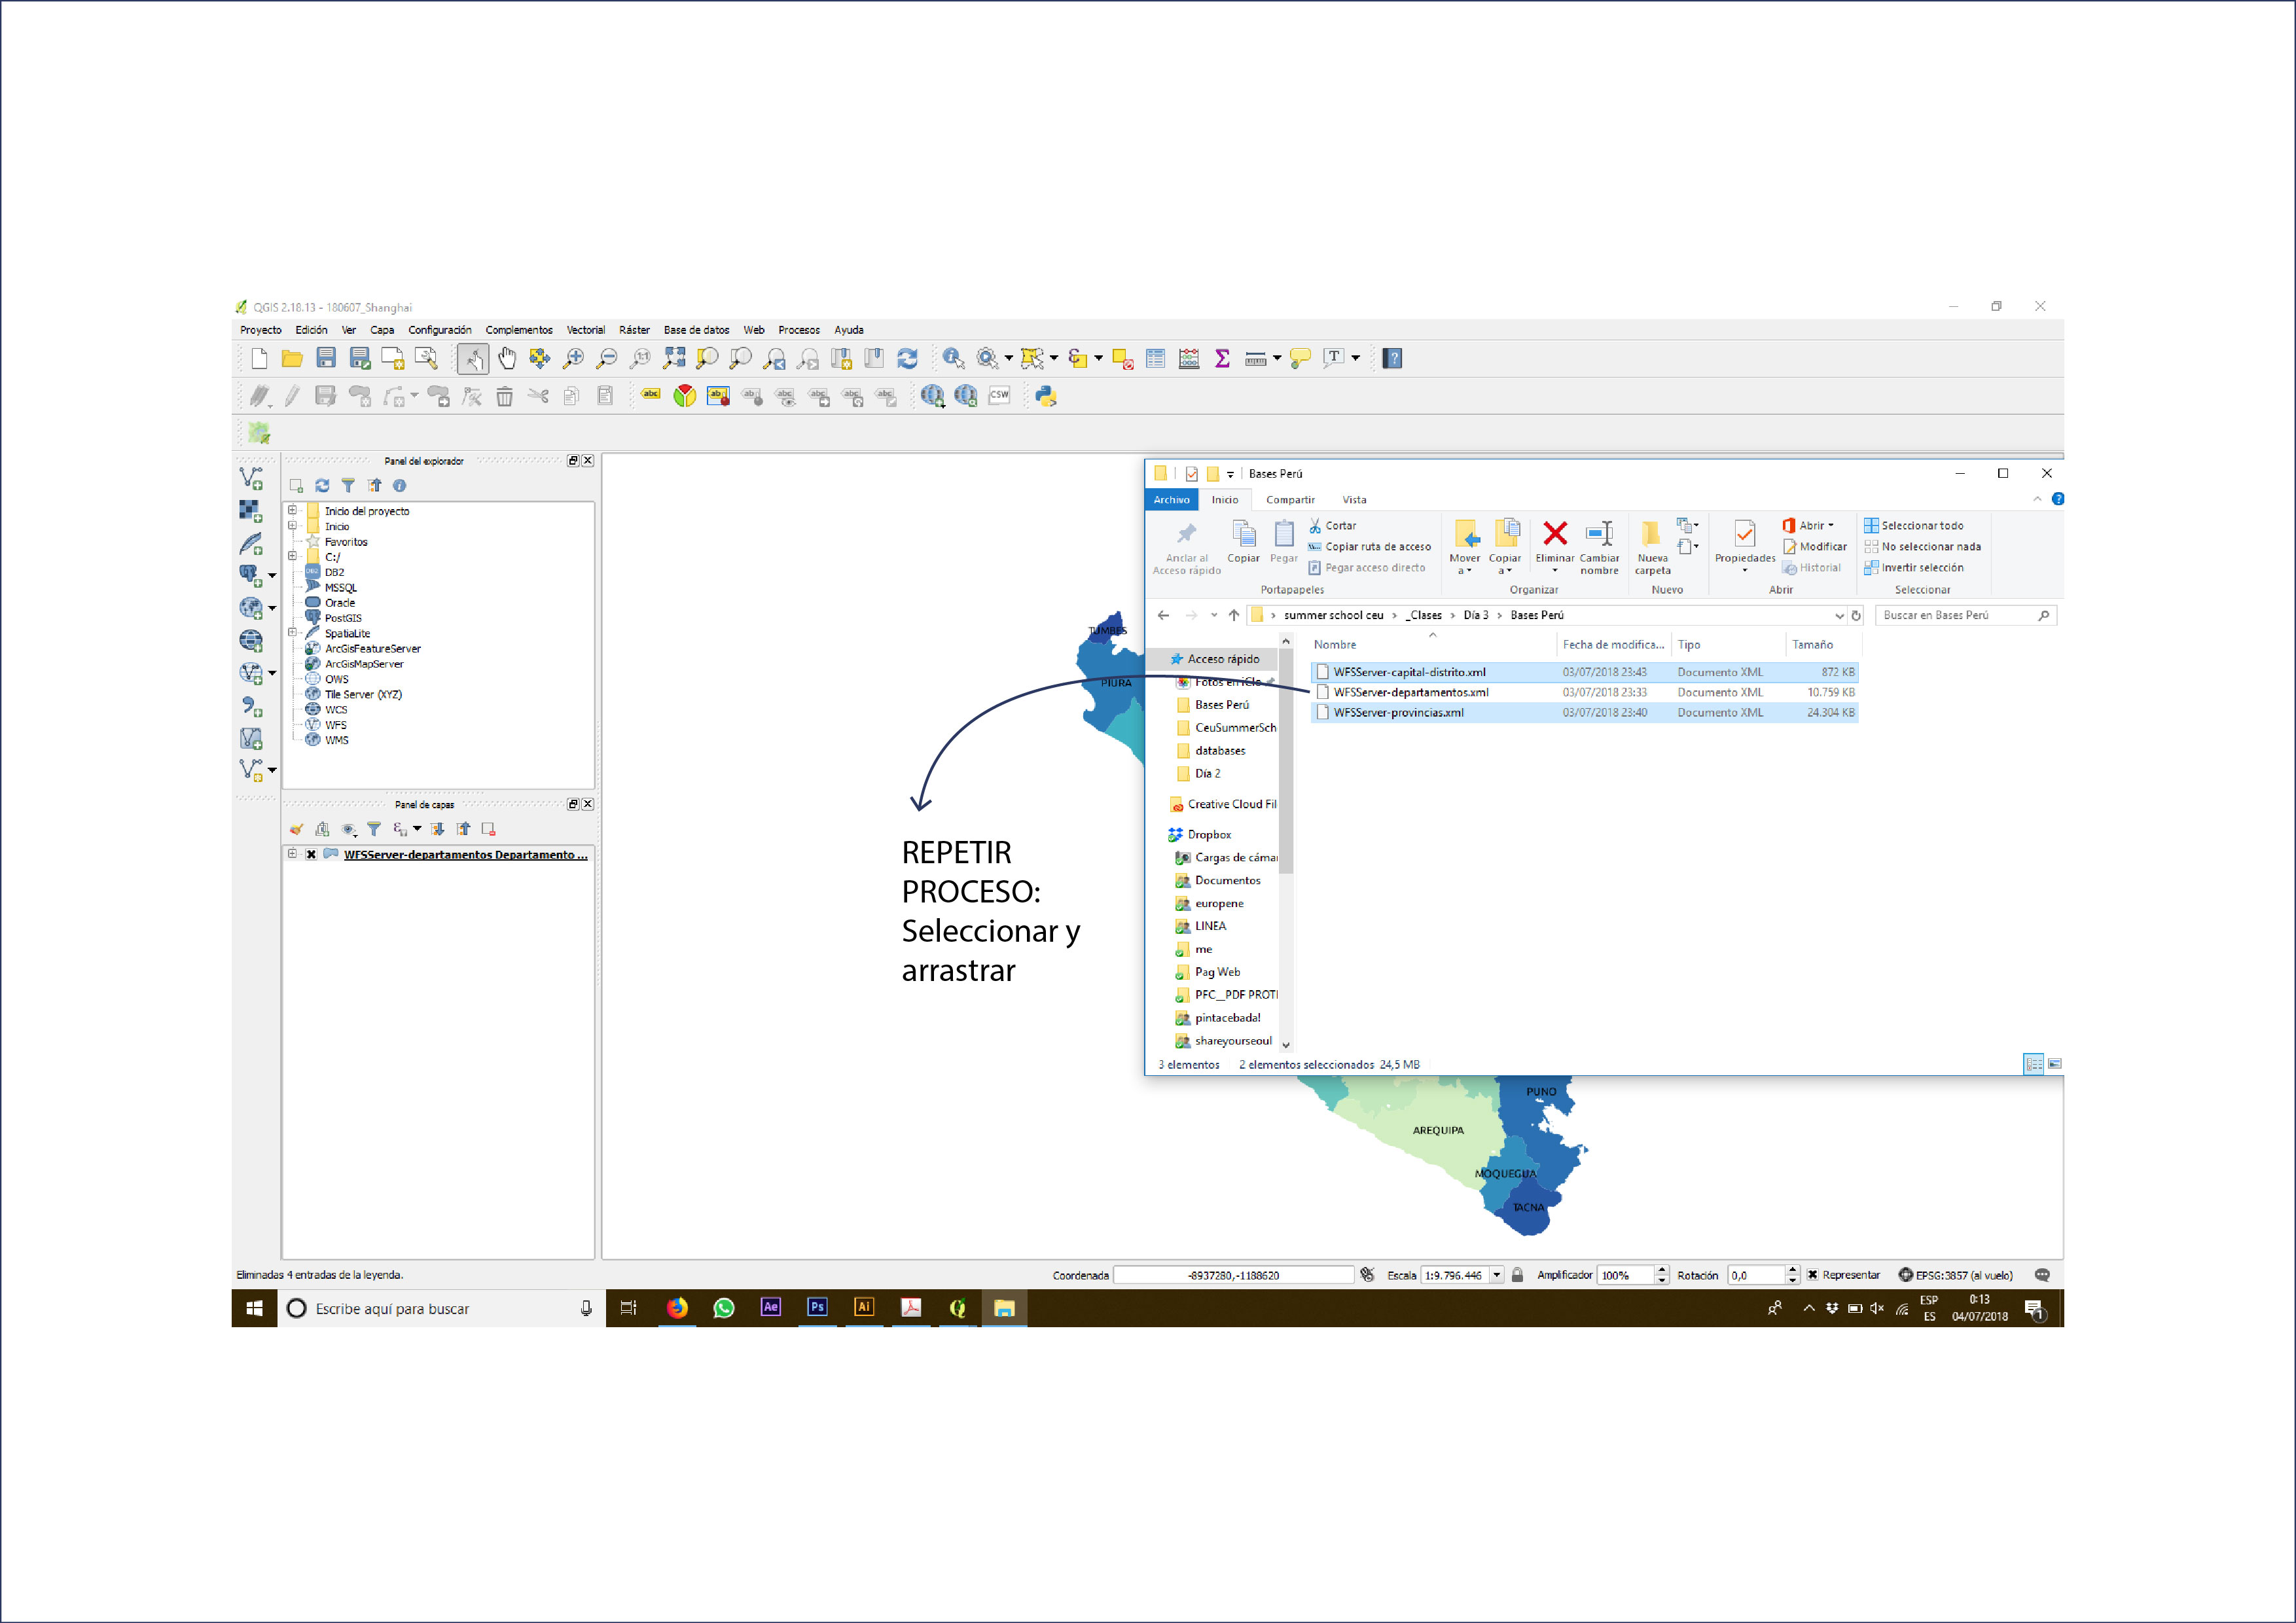 QGIS 2.18.13 - 180607_Shanghai
Proyecto Edición Ver Capa Configuración Complementos Vectorial Ráster Base de datos Web Procesos Ayuda
Panel del explorador
Inicio del proyecto
Inicio
Favoritos
C:/
DB2
MSSQL
Oracle
PostGIS
SpatiaLite
ArcGisFeatureServer
ArcGisMapServer
OWS
Tile Server (XYZ)
WCS
WFS
WMS
Panel de capas
WFSServer-departamentos Departamento ...
TUMBES
PIURA
REPETIR
PROCESO:
Seleccionar y
arrastrar
Bases Perú
Archivo Inicio Compartir Vista
Anclar al
Acceso rápido
Copiar
Pegar
Cortar
Copiar ruta de acceso
Pegar acceso directo
Portapapeles
Mover
a
Copiar
a
Eliminar
Cambiar
nombre
Organizar
Nueva
carpeta
Nuevo
Propiedades
Abrir
Modificar
Historial
Abrir
Seleccionar todo
No seleccionar nada
Invertir selección
Seleccionar
summer school ceu › _Clases › Día 3 › Bases Perú
Buscar en Bases Perú
Nombre Fecha de modifica... Tipo Tamaño
WFSServer-capital-distrito.xml 03/07/2018 23:43 Documento XML 872 KB
WFSServer-departamentos.xml 03/07/2018 23:33 Documento XML 10.759 KB
WFSServer-provincias.xml 03/07/2018 23:40 Documento XML 24.304 KB
Acceso rápido
Fotos en iClo
Bases Perú
CeuSummerSch
databases
Día 2
Creative Cloud Fil
Dropbox
Cargas de cámar
Documentos
europene
LINEA
me
Pag Web
PFC__PDF PROTI
pintacebada!
shareyourseoul
3 elementos 2 elementos seleccionados 24,5 MB
PUNO
AREQUIPA
MOQUEGUA
TACNA
Eliminadas 4 entradas de la leyenda.
Coordenada -8937280,-1188620 Escala 1:9.796.446 Amplificador 100% Rotación 0,0 Representar EPSG:3857 (al vuelo)
Escribe aquí para buscar
Ae Ps Ai
ESP
ES
0:13
04/07/2018
1